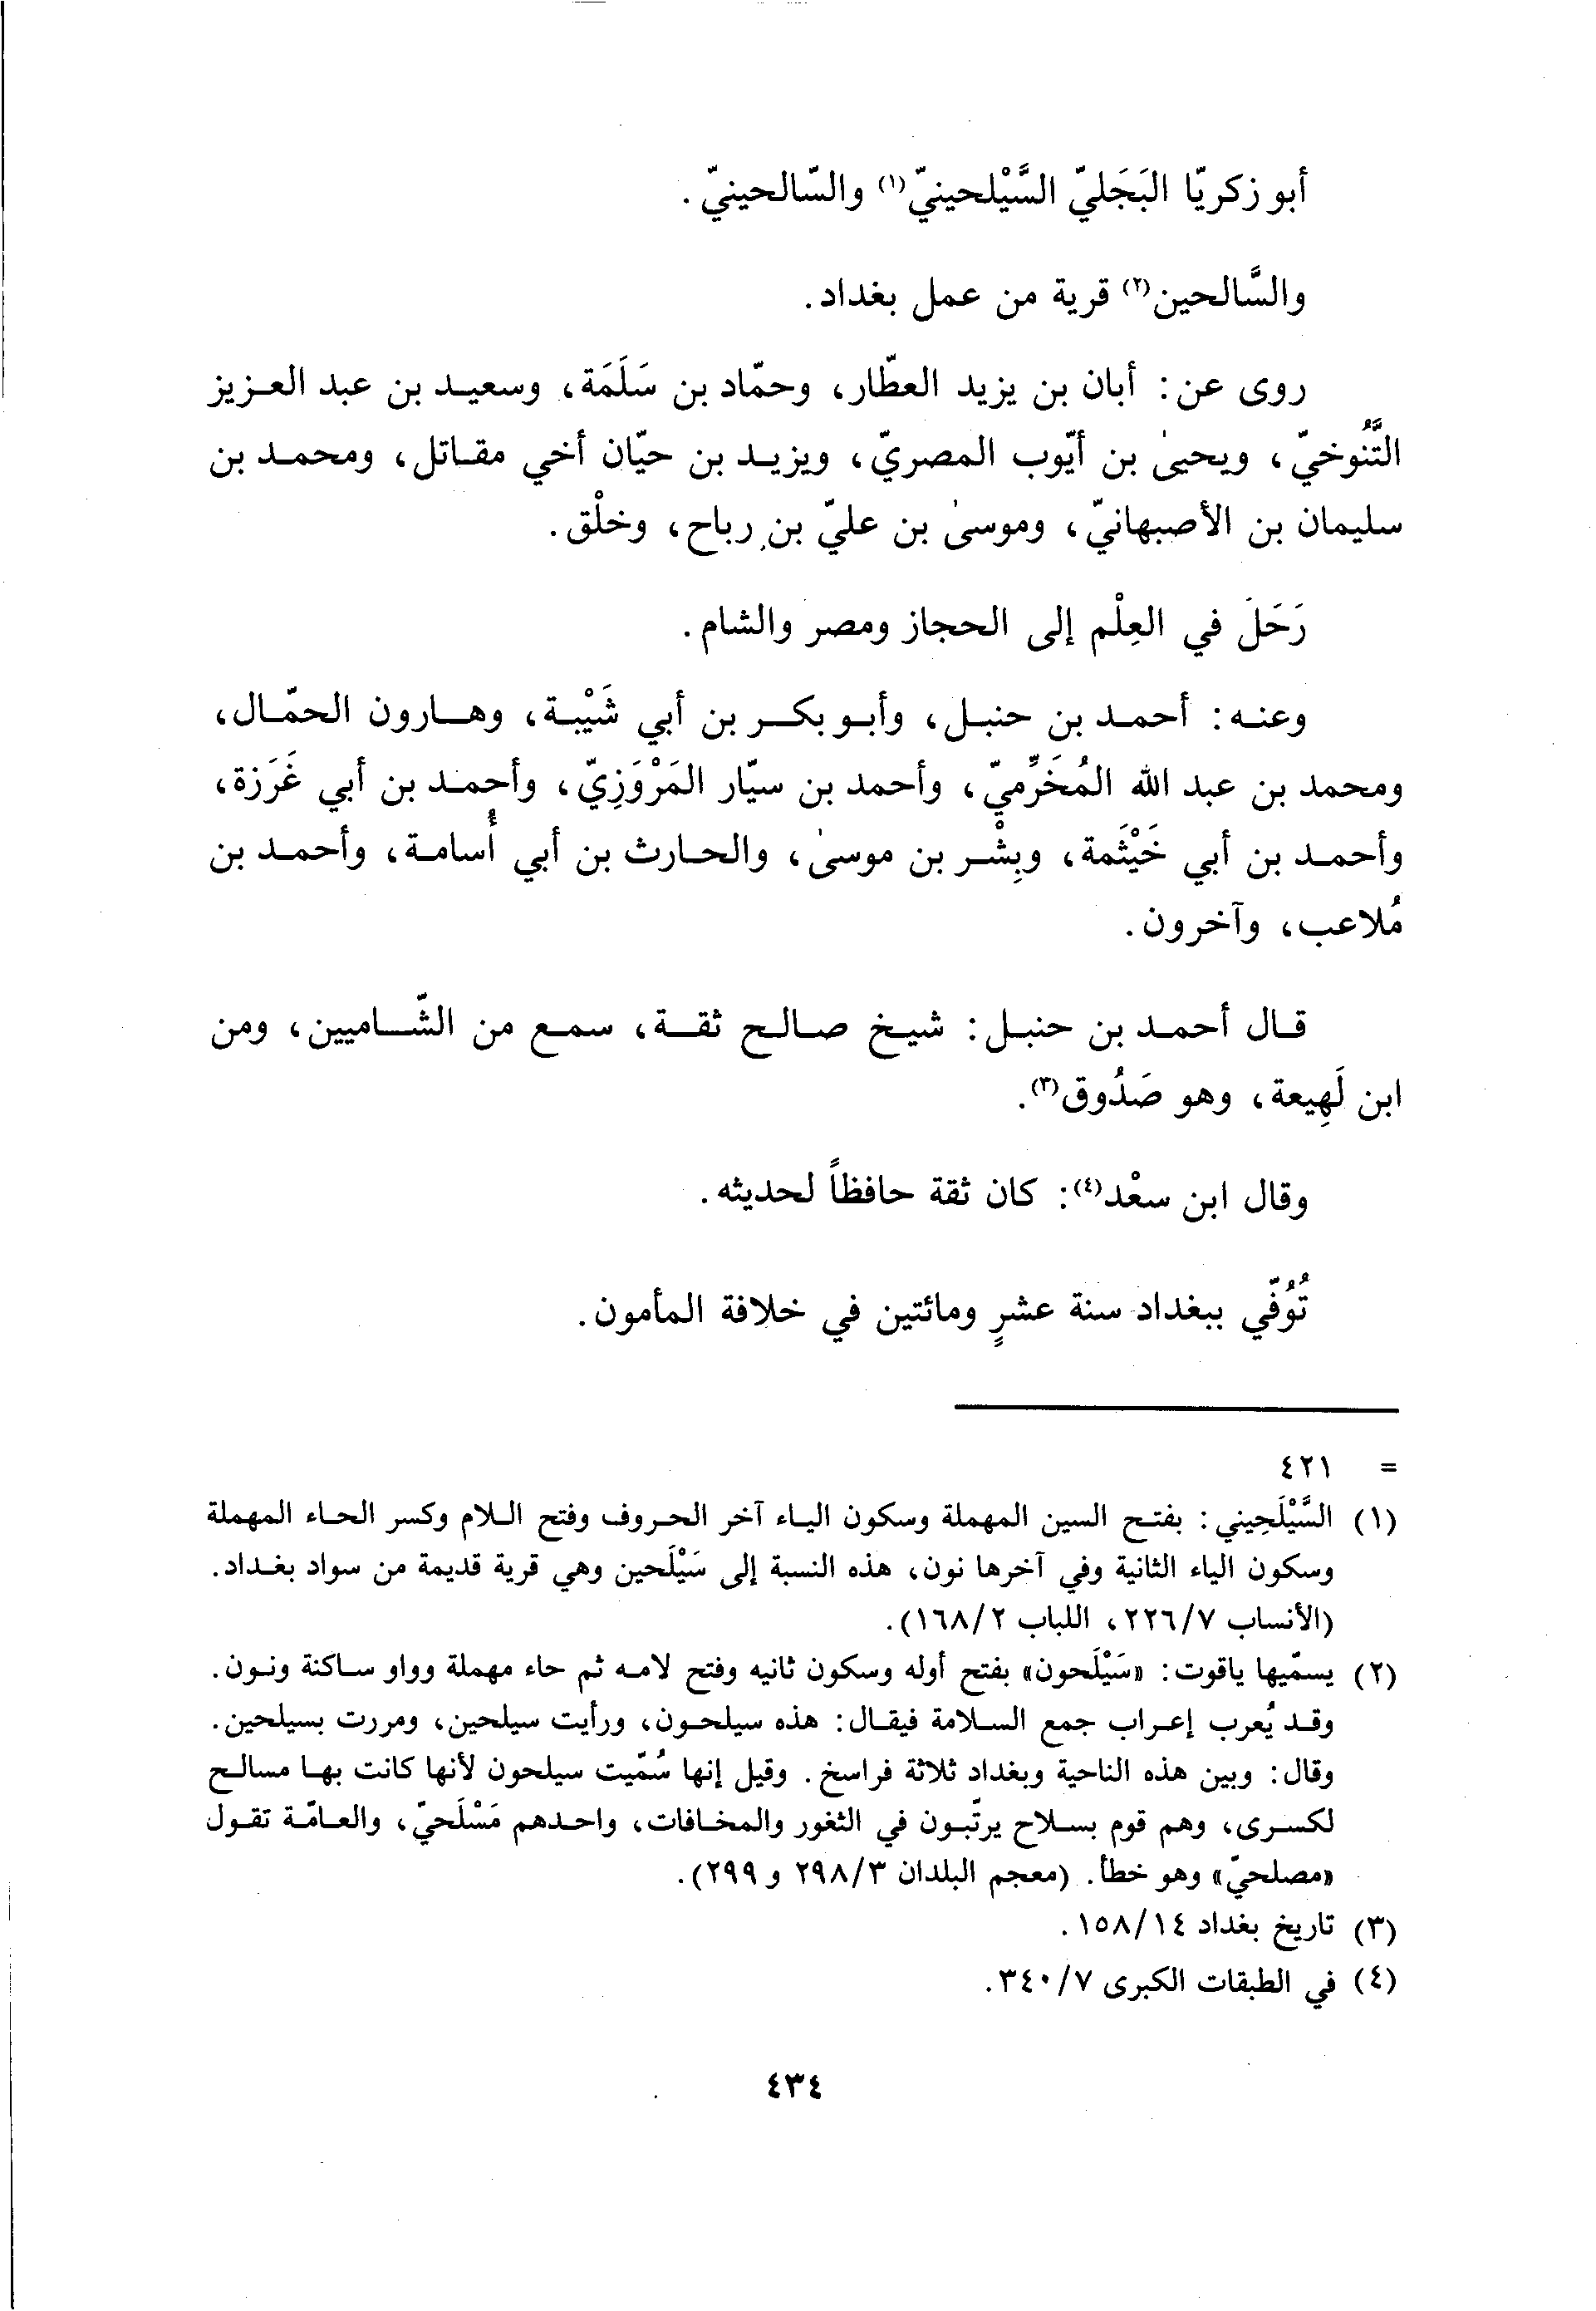 أبو زكريّا البَجَليّ السَّيْلحينيّ(١) والسّالحينيّ.
والسَّالحين(٢) قرية من عمل بغداد.
روى عن: أبان بن يزيد العطّار، وحمّاد بن سَلَمَة، وسعيد بن عبد العزيز
التَّنُوخيّ، ويحيىٰ بن أيّوب المصريّ، ويزيد بن حيّان أخي مقاتل، ومحمد بن
سليمان بن الأصبهانيّ، وموسىٰ بن عليّ بن رباح، وخلْق.
رَحَلَ في العِلْم إلى الحجاز ومصر والشام.
وعنه: أحمد بن حنبل، وأبو بكر بن أبي شَيْبة، وهارون الحمّال،
ومحمد بن عبد الله المُخَرِّميّ، وأحمد بن سيّار المَرْوَزِيّ، وأحمد بن أبي غَرَزة،
وأحمد بن أبي خَيْثَمة، وبِشْر بن موسىٰ، والحارث بن أبي أُسامة، وأحمد بن
مُلاعب، وآخرون.
قال أحمد بن حنبل: شيخ صالح ثقة، سمع من الشّاميين، ومن
ابن لَهِيعة، وهو صَدُوق(٣).
وقال ابن سعْد(٤): كان ثقة حافظاً لحديثه.
تُوُفّي ببغداد سنة عشرٍ ومائتين في خلافة المأمون.
= ٤٢١
(١) السَّيْلَحِيني: بفتح السين المهملة وسكون الياء آخر الحروف وفتح اللام وكسر الحاء المهملة
وسكون الياء الثانية وفي آخرها نون، هذه النسبة إلى سَيْلَحين وهي قرية قديمة من سواد بغداد.
(الأنساب ٢٢٦/٧، اللباب ١٦٨/٢).
(٢) يسمّيها ياقوت: «سَيْلَحون» بفتح أوله وسكون ثانيه وفتح لامه ثم حاء مهملة وواو ساكنة ونون.
وقد يُعرب إعراب جمع السلامة فيقال: هذه سيلحون، ورأيت سيلحين، ومررت بسيلحين.
وقال: وبين هذه الناحية وبغداد ثلاثة فراسخ. وقيل إنها سُمّيت سيلحون لأنها كانت بها مسالح
لكسرى، وهم قوم بسلاح يرتّبون في الثغور والمخافات، واحدهم مَسْلَحيّ، والعامّة تقول
«مصلحيّ» وهو خطأ. (معجم البلدان ٢٩٨/٣ و ٢٩٩).
(٣) تاريخ بغداد ١٥٨/١٤.
(٤) في الطبقات الكبرى ٣٤٠/٧.
٤٣٤